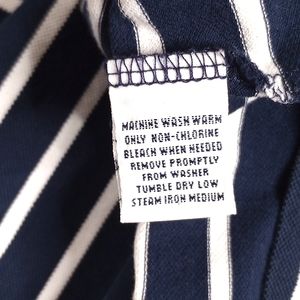 MACHINE WASH WARM
ONLY NON-CHLORINE
BLEACH WHEN NEEDED
REMOVE PROMPTLY
FROM WASHER
TUMBLE DRY LOW
STEAM IRON MEDIUM